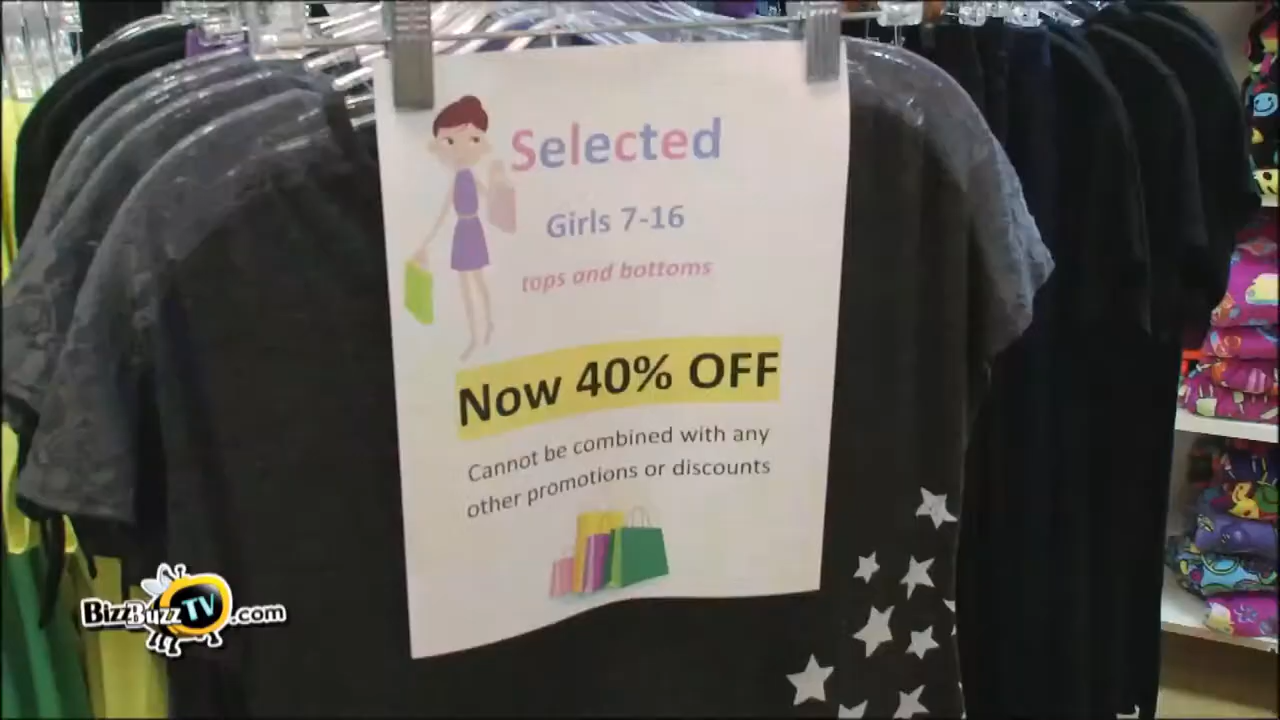 Selected
Girls 7-16
tops and bottoms
Now 40% OFF
Cannot be combined with any
other promotions or discounts
BizzBuzzTV.com